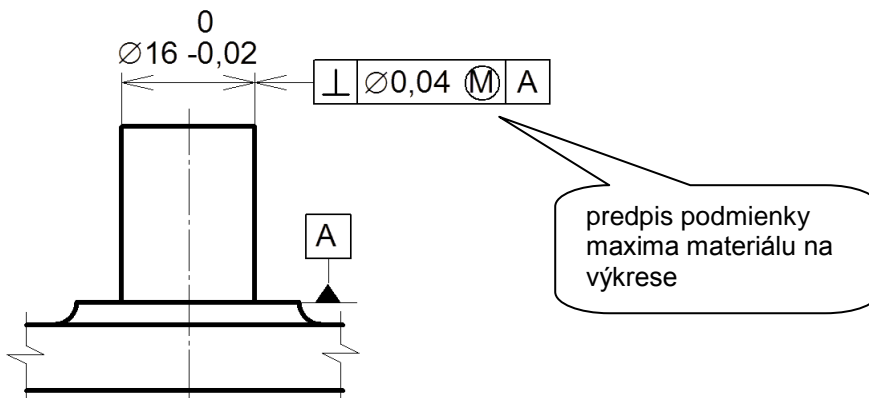 0
∅16 -0,02
⊥ ∅0,04 Ⓜ A
A
predpis podmienky
maxima materiálu na
výkrese